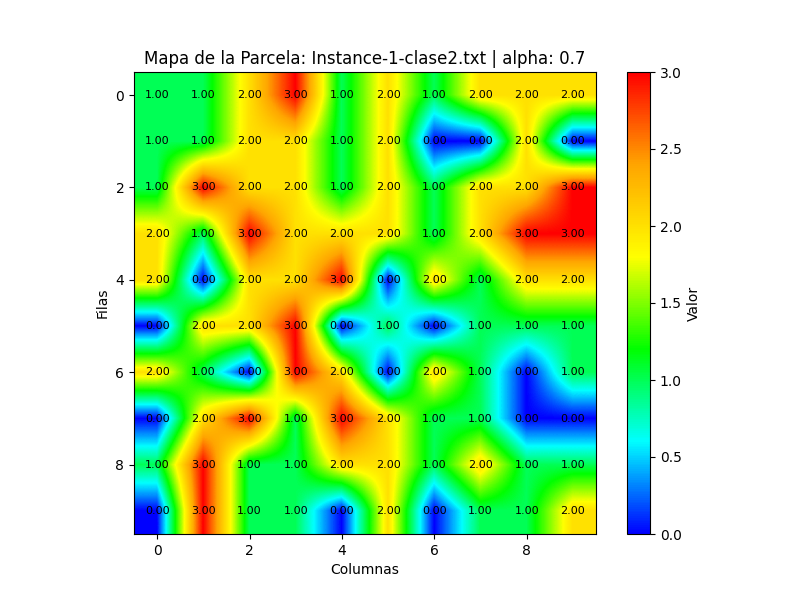 Mapa de la Parcela: Instance-1-clase2.txt | alpha: 0.7
0 1.00 1.00 2.00 3.00 1.00 2.00 1.00 2.00 2.00 2.00
1.00 1.00 2.00 2.00 1.00 2.00 0.00 0.00 2.00 0.00
2 1.00 3.00 2.00 2.00 1.00 2.00 1.00 2.00 2.00 3.00
2.00 1.00 3.00 2.00 2.00 2.00 1.00 2.00 3.00 3.00
4 2.00 0.00 2.00 2.00 3.00 0.00 2.00 1.00 2.00 2.00
0.00 2.00 2.00 3.00 0.00 1.00 0.00 1.00 1.00 1.00
6 2.00 1.00 0.00 3.00 2.00 0.00 2.00 1.00 0.00 1.00
0.00 2.00 3.00 1.00 3.00 2.00 1.00 1.00 0.00 0.00
8 1.00 3.00 1.00 1.00 2.00 2.00 1.00 2.00 1.00 1.00
0.00 3.00 1.00 1.00 0.00 2.00 0.00 1.00 1.00 2.00
0 2 4 6 8
Columnas
Filas
3.0
2.5
2.0
1.5
1.0
0.5
0.0
Valor